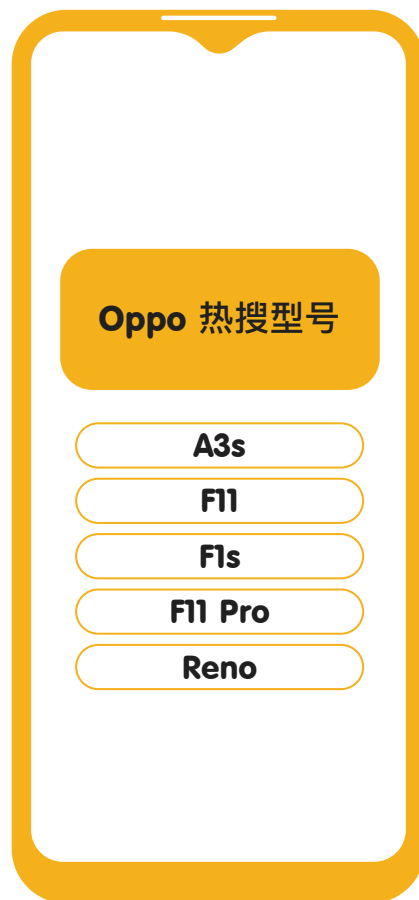 Oppo 热搜型号
A3s
F11
F1s
F11 Pro
Reno